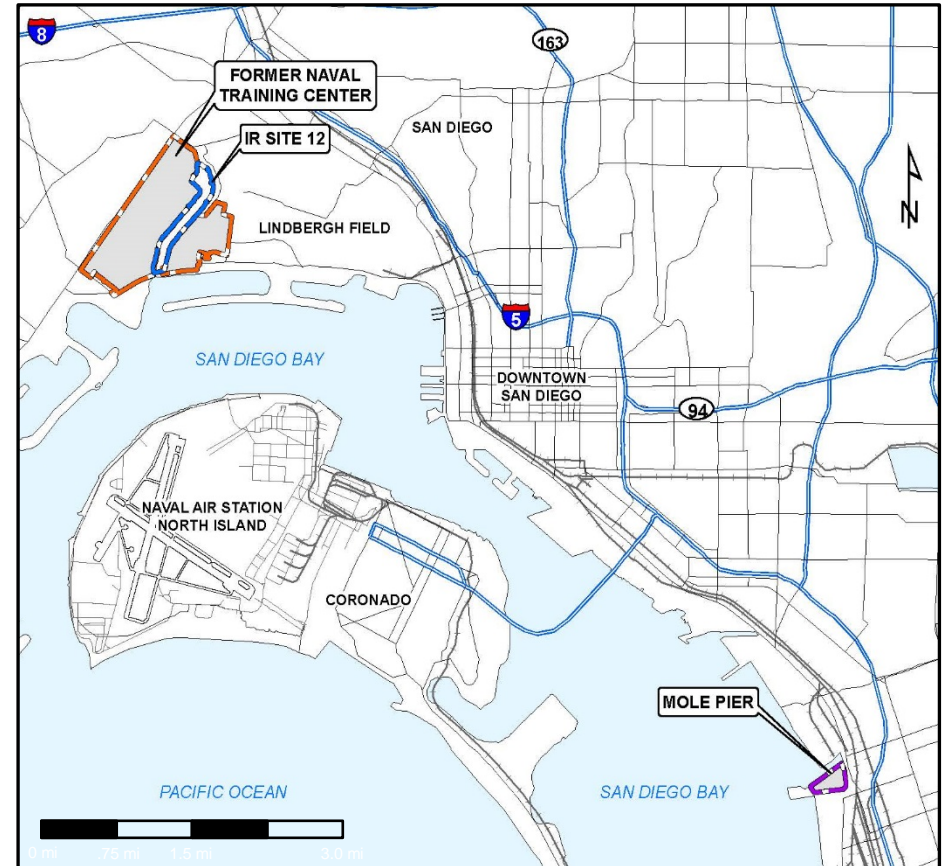 8
163
FORMER NAVAL
TRAINING CENTER
SAN DIEGO
IR SITE 12
N
LINDBERGH FIELD
5
SAN DIEGO BAY
DOWNTOWN
SAN DIEGO
94
NAVAL AIR STATION
NORTH ISLAND
CORONADO
MOLE PIER
PACIFIC OCEAN
SAN DIEGO BAY
0 mi .75 mi 1.5 mi 3.0 mi